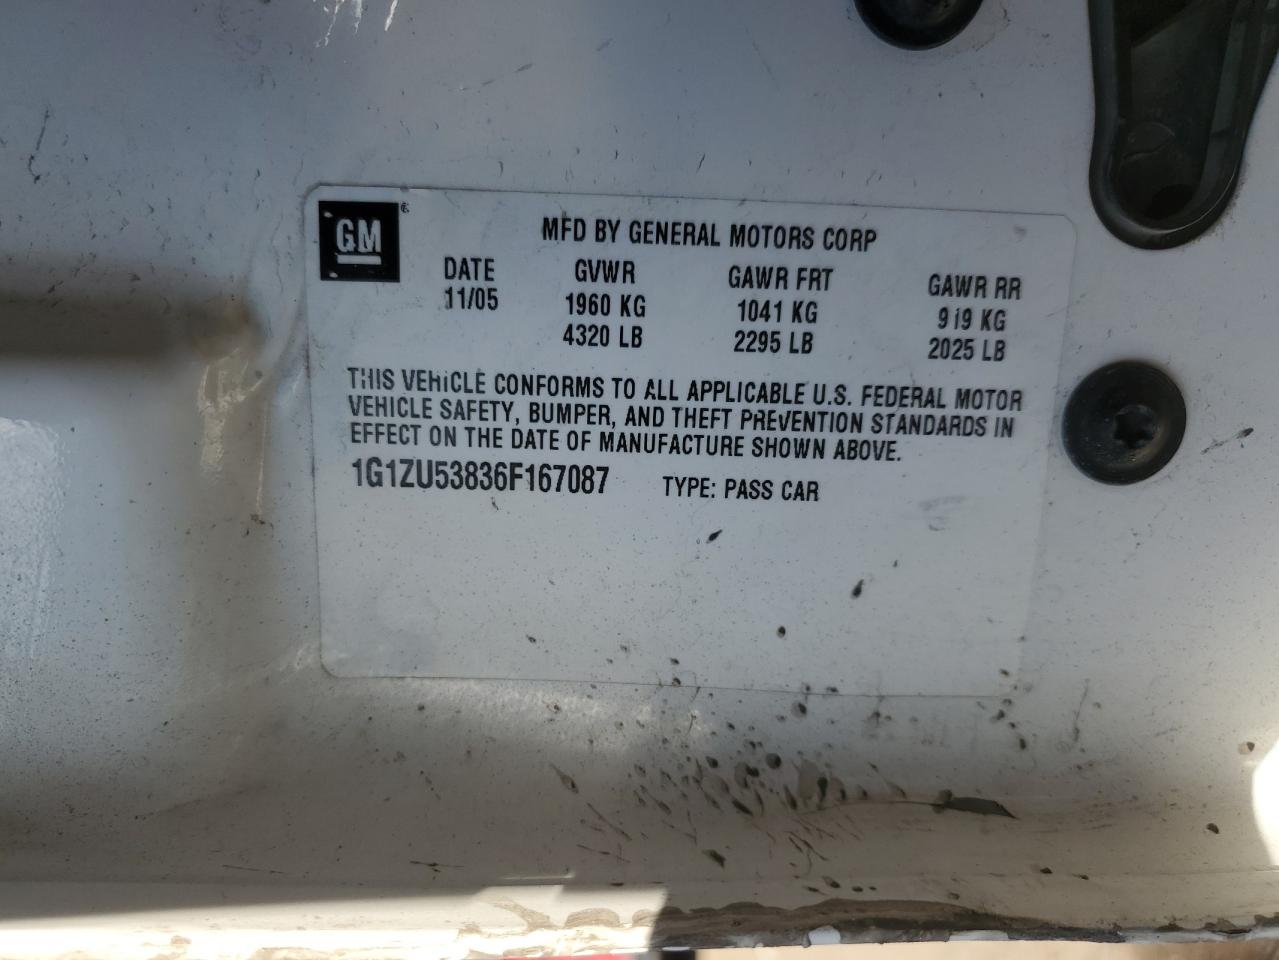 GM®
MFD BY GENERAL MOTORS CORP
DATE GVWR GAWR FRT GAWR RR
11/05 1960 KG 1041 KG 919 KG
4320 LB 2295 LB 2025 LB
THIS VEHICLE CONFORMS TO ALL APPLICABLE U.S. FEDERAL MOTOR
VEHICLE SAFETY, BUMPER, AND THEFT PREVENTION STANDARDS IN
EFFECT ON THE DATE OF MANUFACTURE SHOWN ABOVE.
1G1ZU53836F167087 TYPE: PASS CAR